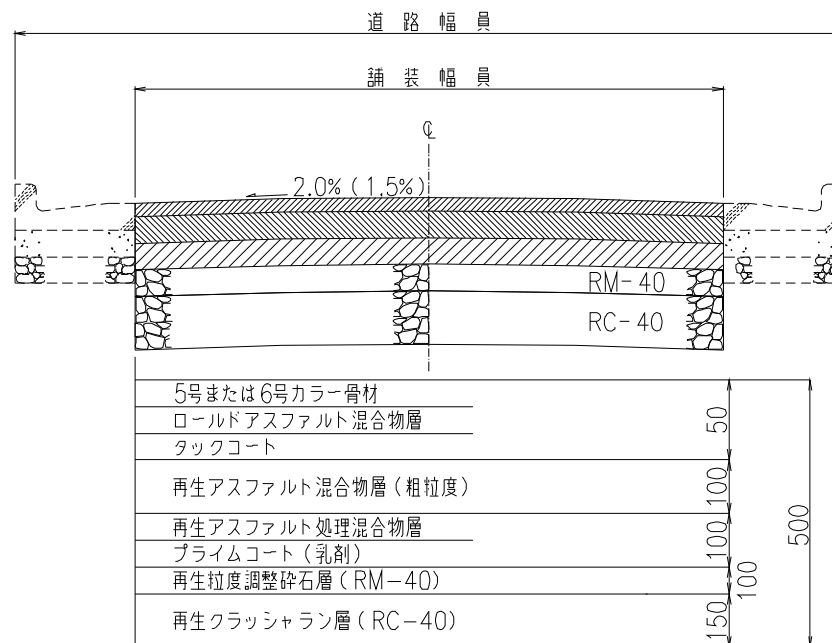 道路幅員
舗装幅員
℄
2.0%(1.5%)
RM-40
RC-40
5号または6号カラー骨材
ロールドアスファルト混合物層
タックコート
50
再生アスファルト混合物層(粗粒度)
100
再生アスファルト処理混合物層
プライムコート(乳剤)
100
500
再生粒度調整砕石層(RM-40)
100
再生クラッシャラン層(RC-40)
150